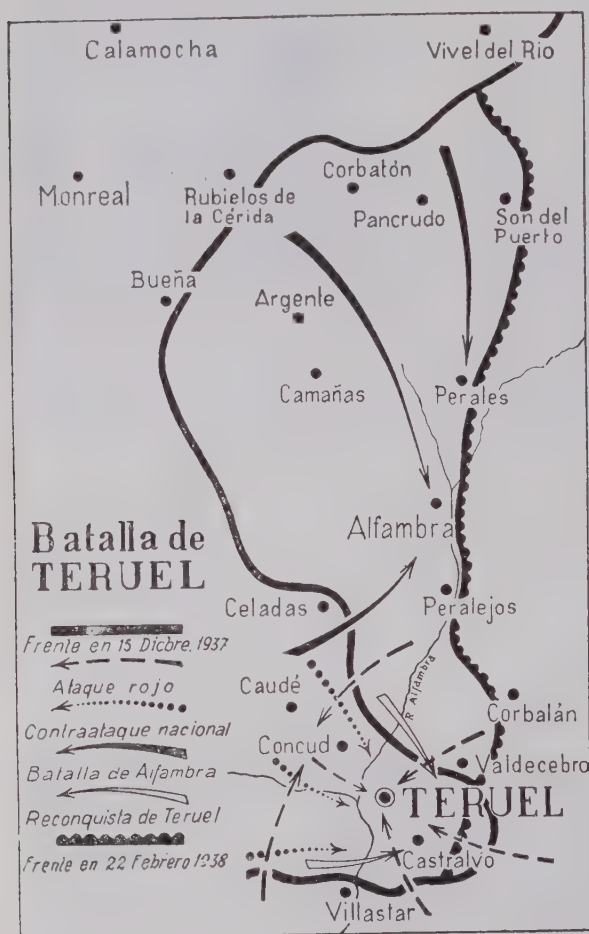 Calamocha
Vivel del Rio
Monreal
Rubielos de
la Cérida
Corbatón
Pancrudo
Son del
Puerto
Bueña
Argente
Camañas
Perales
Alfambra
Batalla de
TERUEL
Celadas
Peralejos
Frente en 15 Dicbre, 1937
Ataque rojo
Contraataque nacional
Batalla de Alfambra
Reconquista de Teruel
Frente en 22 Febrero 1938
R. Alfambra
Caudé
Corbalán
Concud
Valdecebro
TERUEL
Castralvo
Villastar